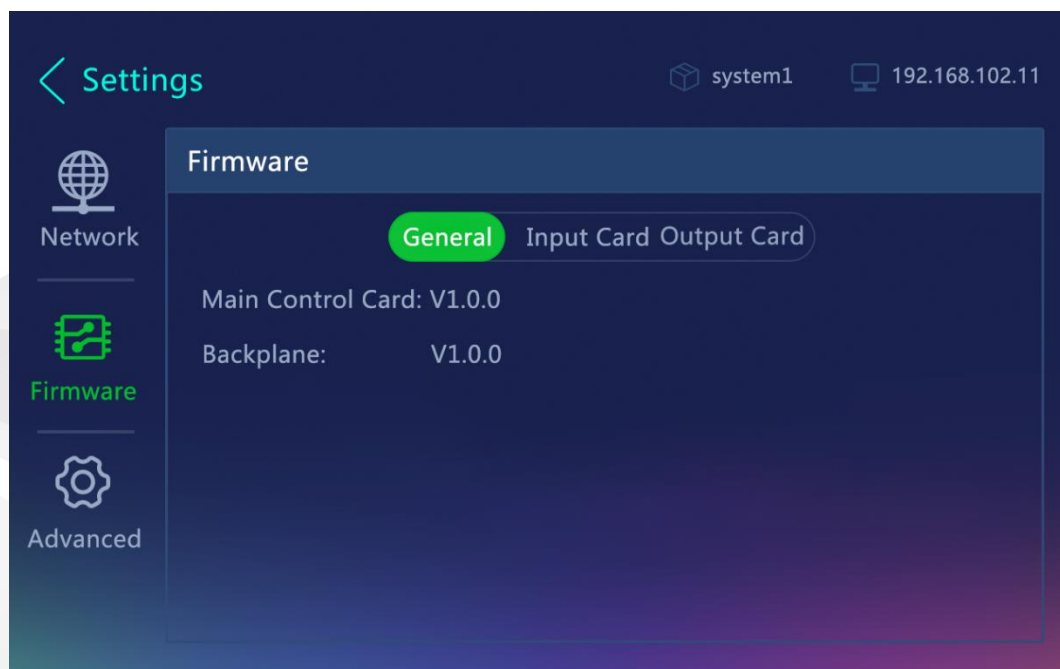 Settings
system1
192.168.102.11
Network
Firmware
Advanced
Firmware
General Input Card Output Card
Main Control Card: V1.0.0
Backplane: V1.0.0